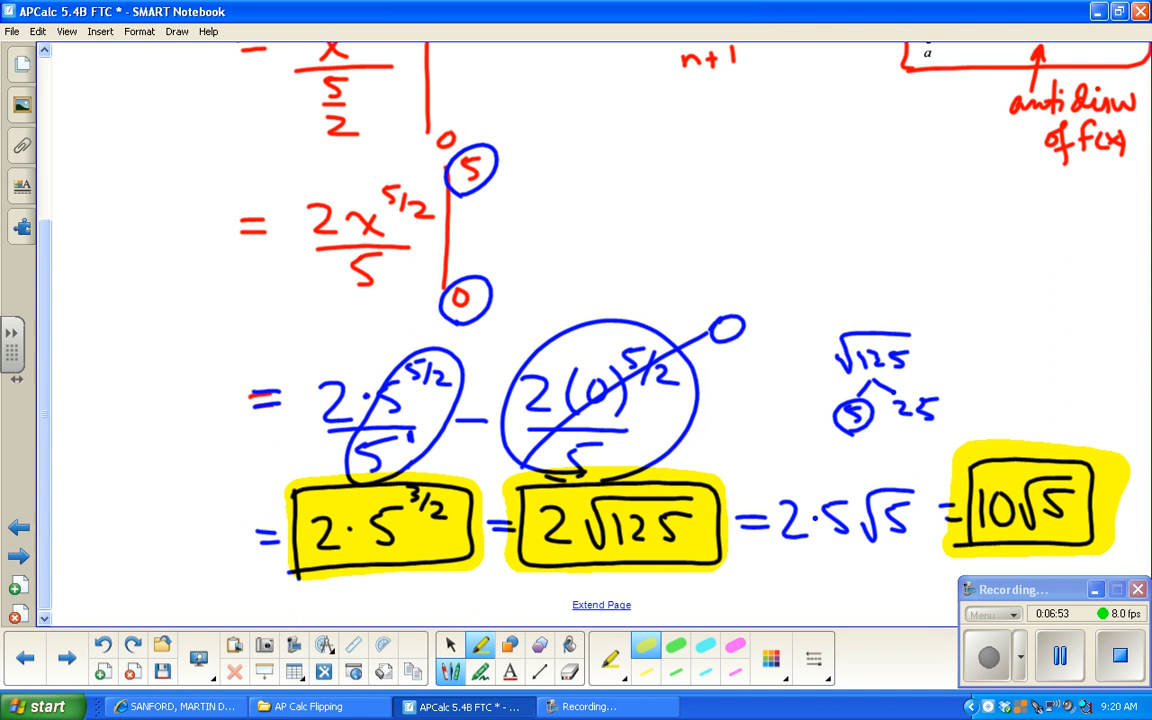 APCalc 5.4B FTC * - SMART Notebook
File Edit View Insert Format Draw Help
= x
5
2
0
n+1
a
antideriv
of f(x)
= 2x^5/2
5
5
0
= 2·5^5/2 − 2(0)^5/2 0
5^1 5
√125
5 25
= 2·5^3/2 = 2√125 = 2·5√5 = 10√5
Extend Page
Recording...
Menu 0:06:53 8.0 fps
start SANFORD, MARTIN D... AP Calc Flipping APCalc 5.4B FTC * - ... Recording... 9:20 AM